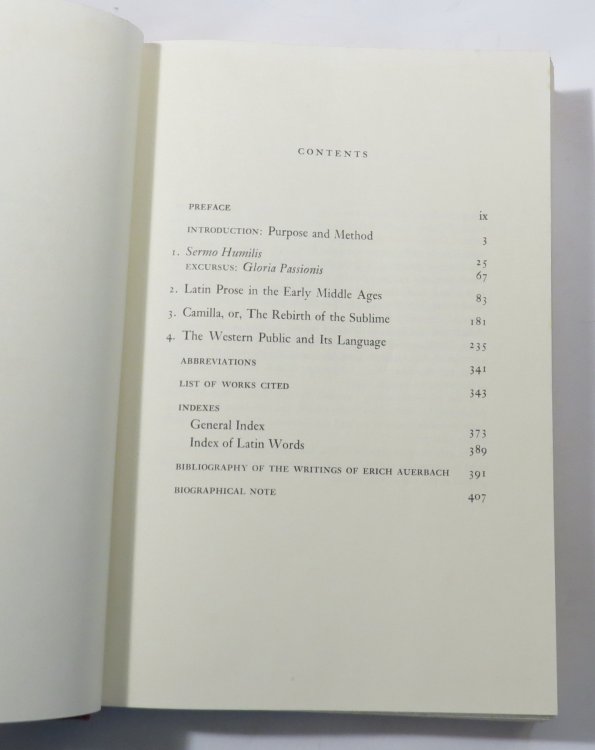 CONTENTS
PREFACE ix
INTRODUCTION: Purpose and Method 3
1. Sermo Humilis 25
EXCURSUS: Gloria Passionis 67
2. Latin Prose in the Early Middle Ages 83
3. Camilla, or, The Rebirth of the Sublime 181
4. The Western Public and Its Language 235
ABBREVIATIONS 341
LIST OF WORKS CITED 343
INDEXES
General Index 373
Index of Latin Words 389
BIBLIOGRAPHY OF THE WRITINGS OF ERICH AUERBACH 391
BIOGRAPHICAL NOTE 407